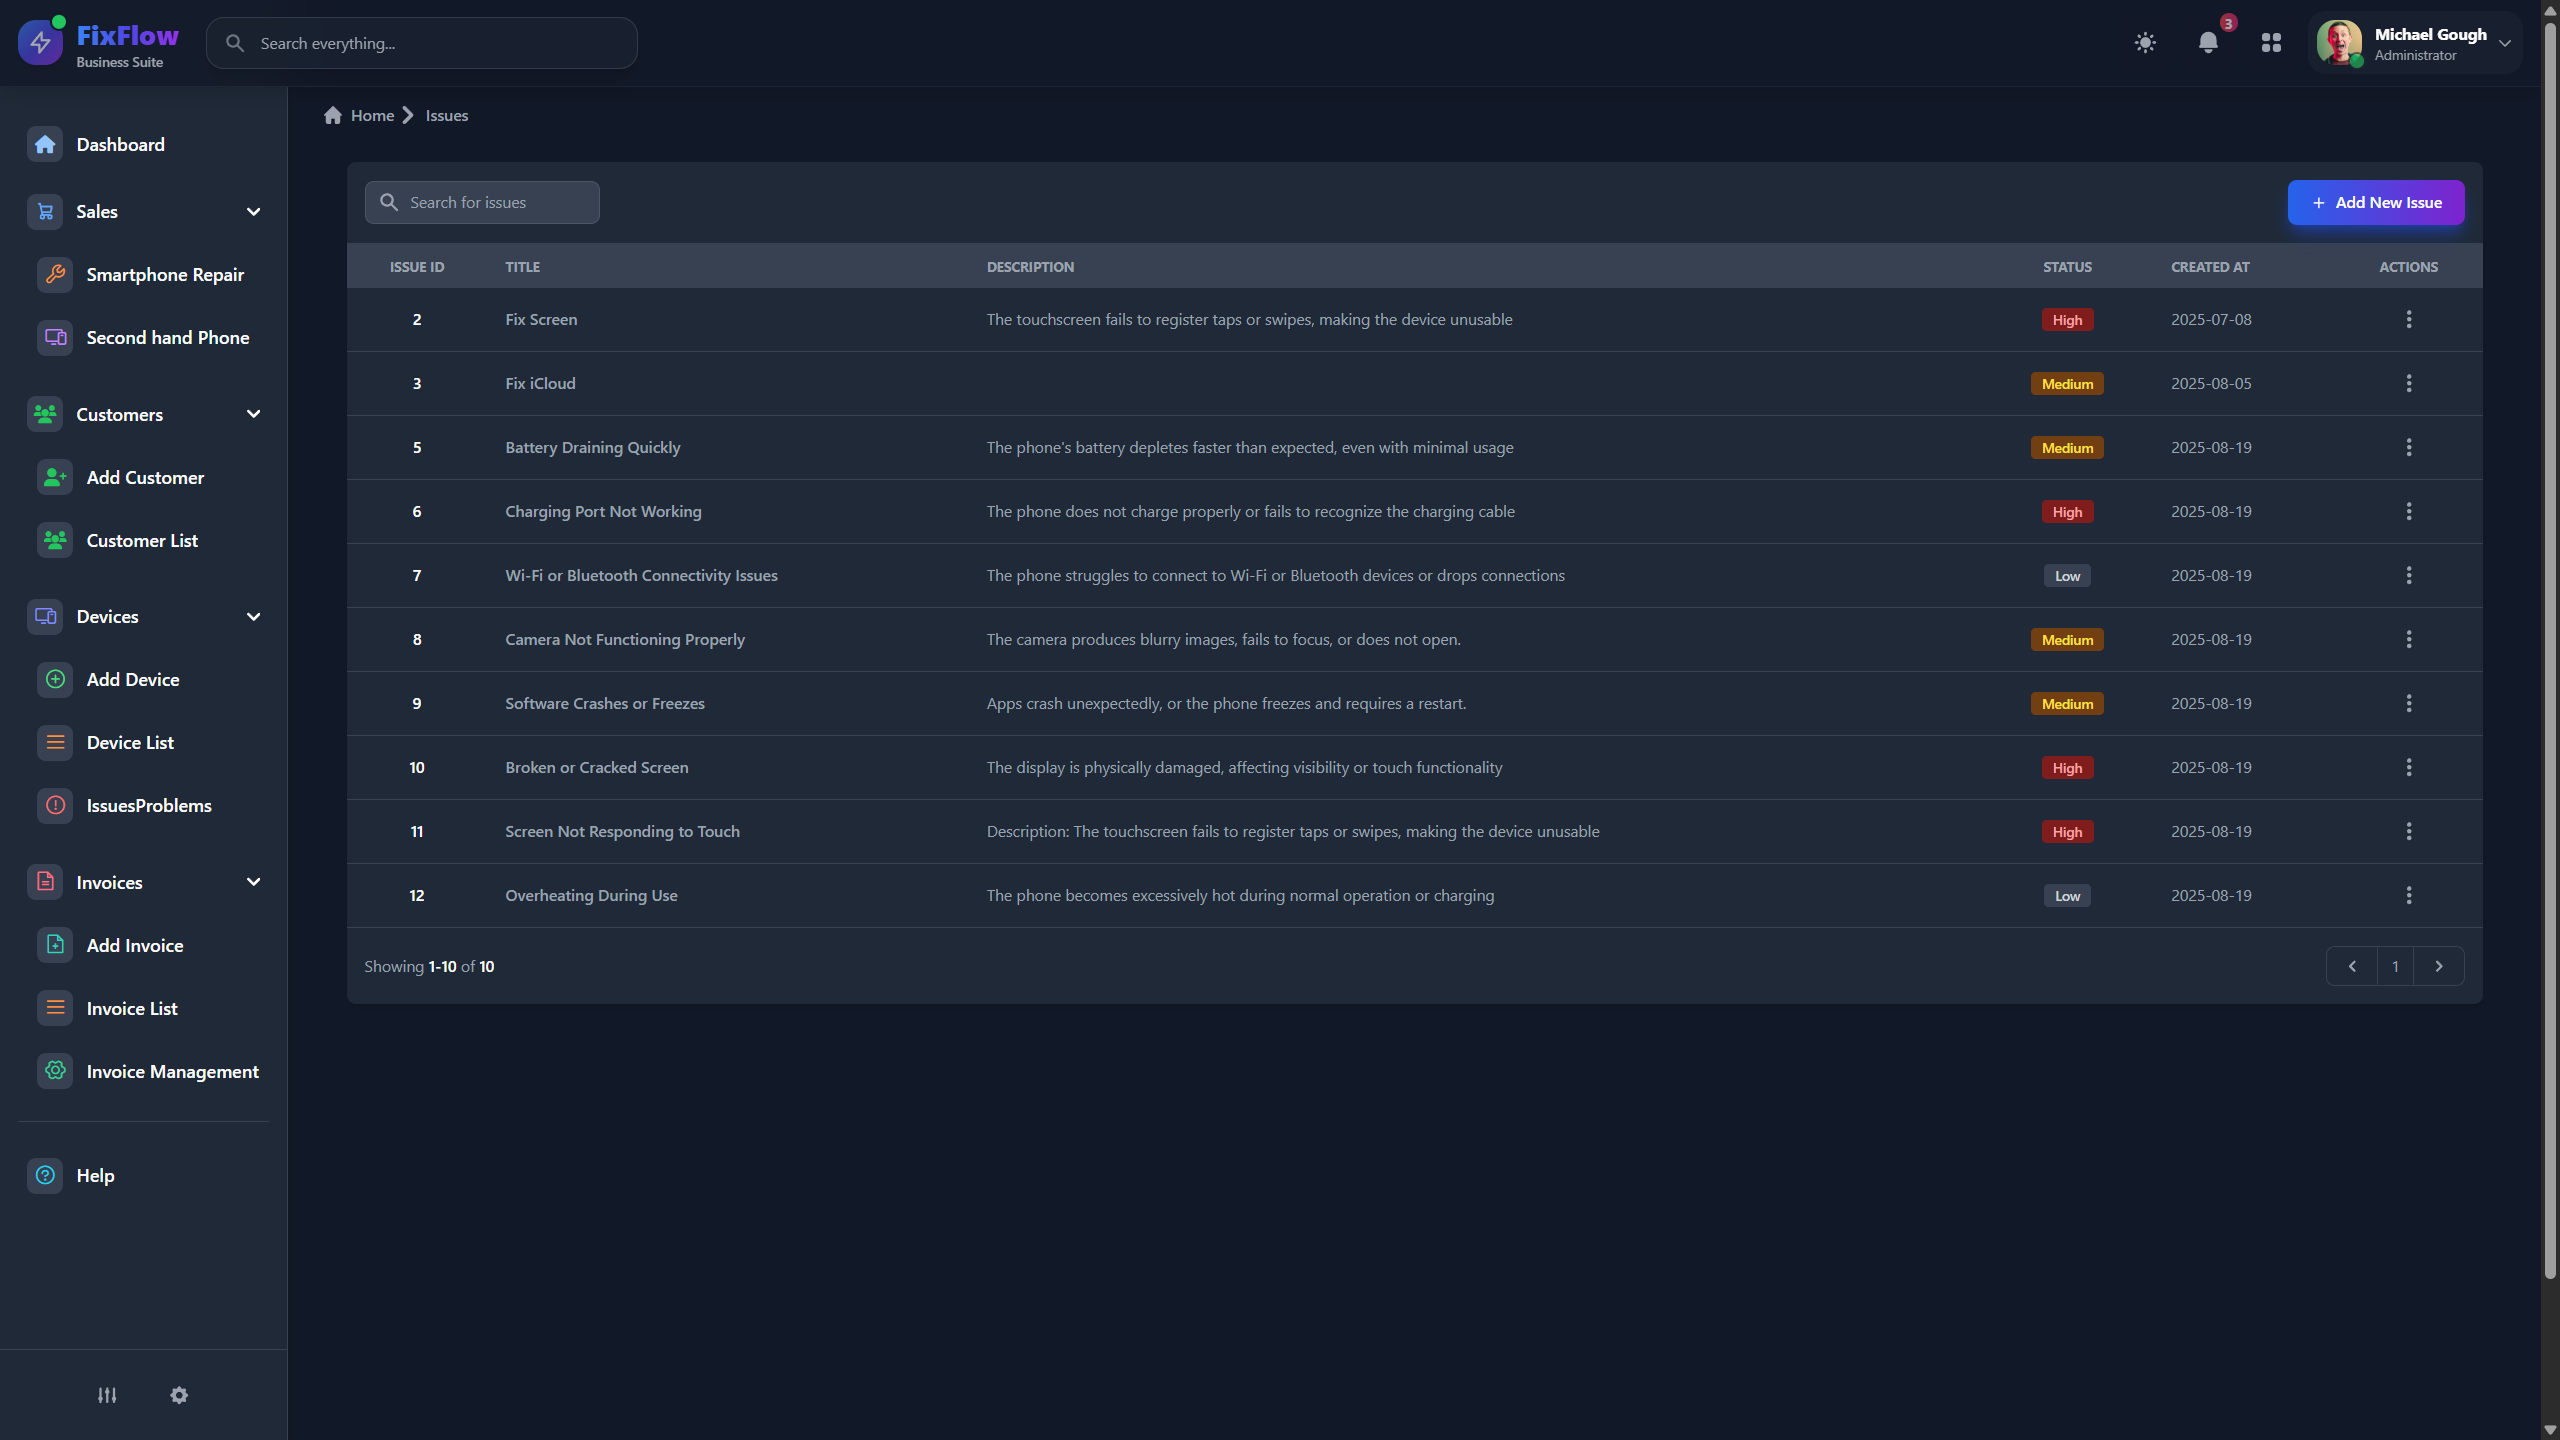 FixFlow
Business Suite
Search everything...
3
Michael Gough
Administrator
Home
Issues
Dashboard
Sales
Smartphone Repair
Second hand Phone
Customers
Add Customer
Customer List
Devices
Add Device
Device List
IssuesProblems
Invoices
Add Invoice
Invoice List
Invoice Management
Help
Search for issues
+ Add New Issue
ISSUE ID TITLE DESCRIPTION STATUS CREATED AT ACTIONS
2 Fix Screen The touchscreen fails to register taps or swipes, making the device unusable High 2025-07-08
3 Fix iCloud Medium 2025-08-05
5 Battery Draining Quickly The phone's battery depletes faster than expected, even with minimal usage Medium 2025-08-19
6 Charging Port Not Working The phone does not charge properly or fails to recognize the charging cable High 2025-08-19
7 Wi-Fi or Bluetooth Connectivity Issues The phone struggles to connect to Wi-Fi or Bluetooth devices or drops connections Low 2025-08-19
8 Camera Not Functioning Properly The camera produces blurry images, fails to focus, or does not open. Medium 2025-08-19
9 Software Crashes or Freezes Apps crash unexpectedly, or the phone freezes and requires a restart. Medium 2025-08-19
10 Broken or Cracked Screen The display is physically damaged, affecting visibility or touch functionality High 2025-08-19
11 Screen Not Responding to Touch Description: The touchscreen fails to register taps or swipes, making the device unusable High 2025-08-19
12 Overheating During Use The phone becomes excessively hot during normal operation or charging Low 2025-08-19
Showing 1-10 of 10
1